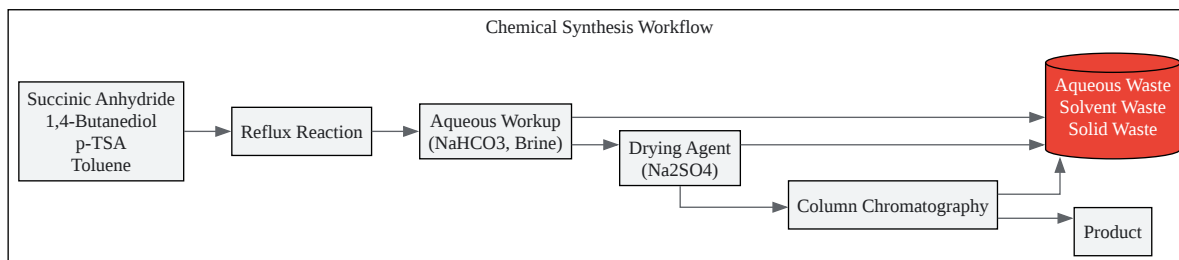 Chemical Synthesis Workflow
Succinic Anhydride
1,4-Butanediol
p-TSA
Toluene
Reflux Reaction
Aqueous Workup
(NaHCO3, Brine)
Drying Agent
(Na2SO4)
Column Chromatography
Aqueous Waste
Solvent Waste
Solid Waste
Product